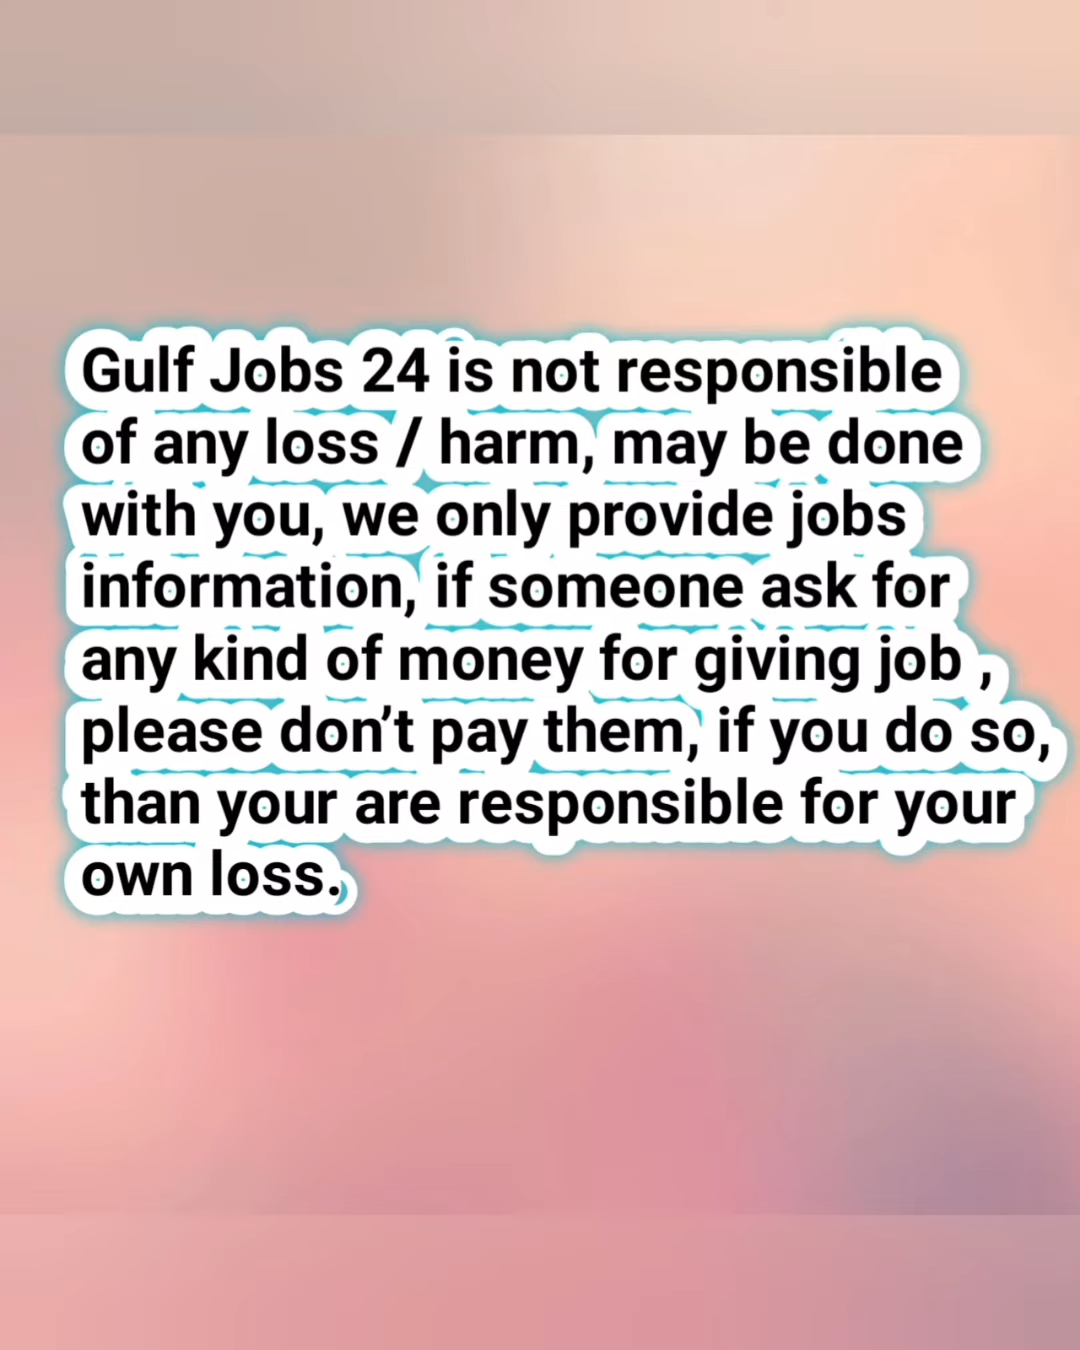 Gulf Jobs 24 is not responsible
of any loss / harm, may be done
with you, we only provide jobs
information, if someone ask for
any kind of money for giving job ,
please don’t pay them, if you do so,
than your are responsible for your
own loss.